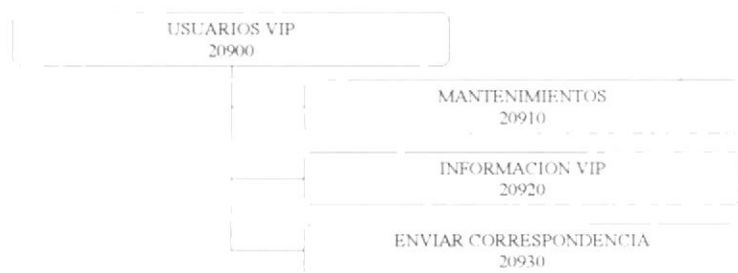 USUARIOS VIP
20900
MANTENIMIENTOS
20910
INFORMACION VIP
20920
ENVIAR CORRESPONDENCIA
20930